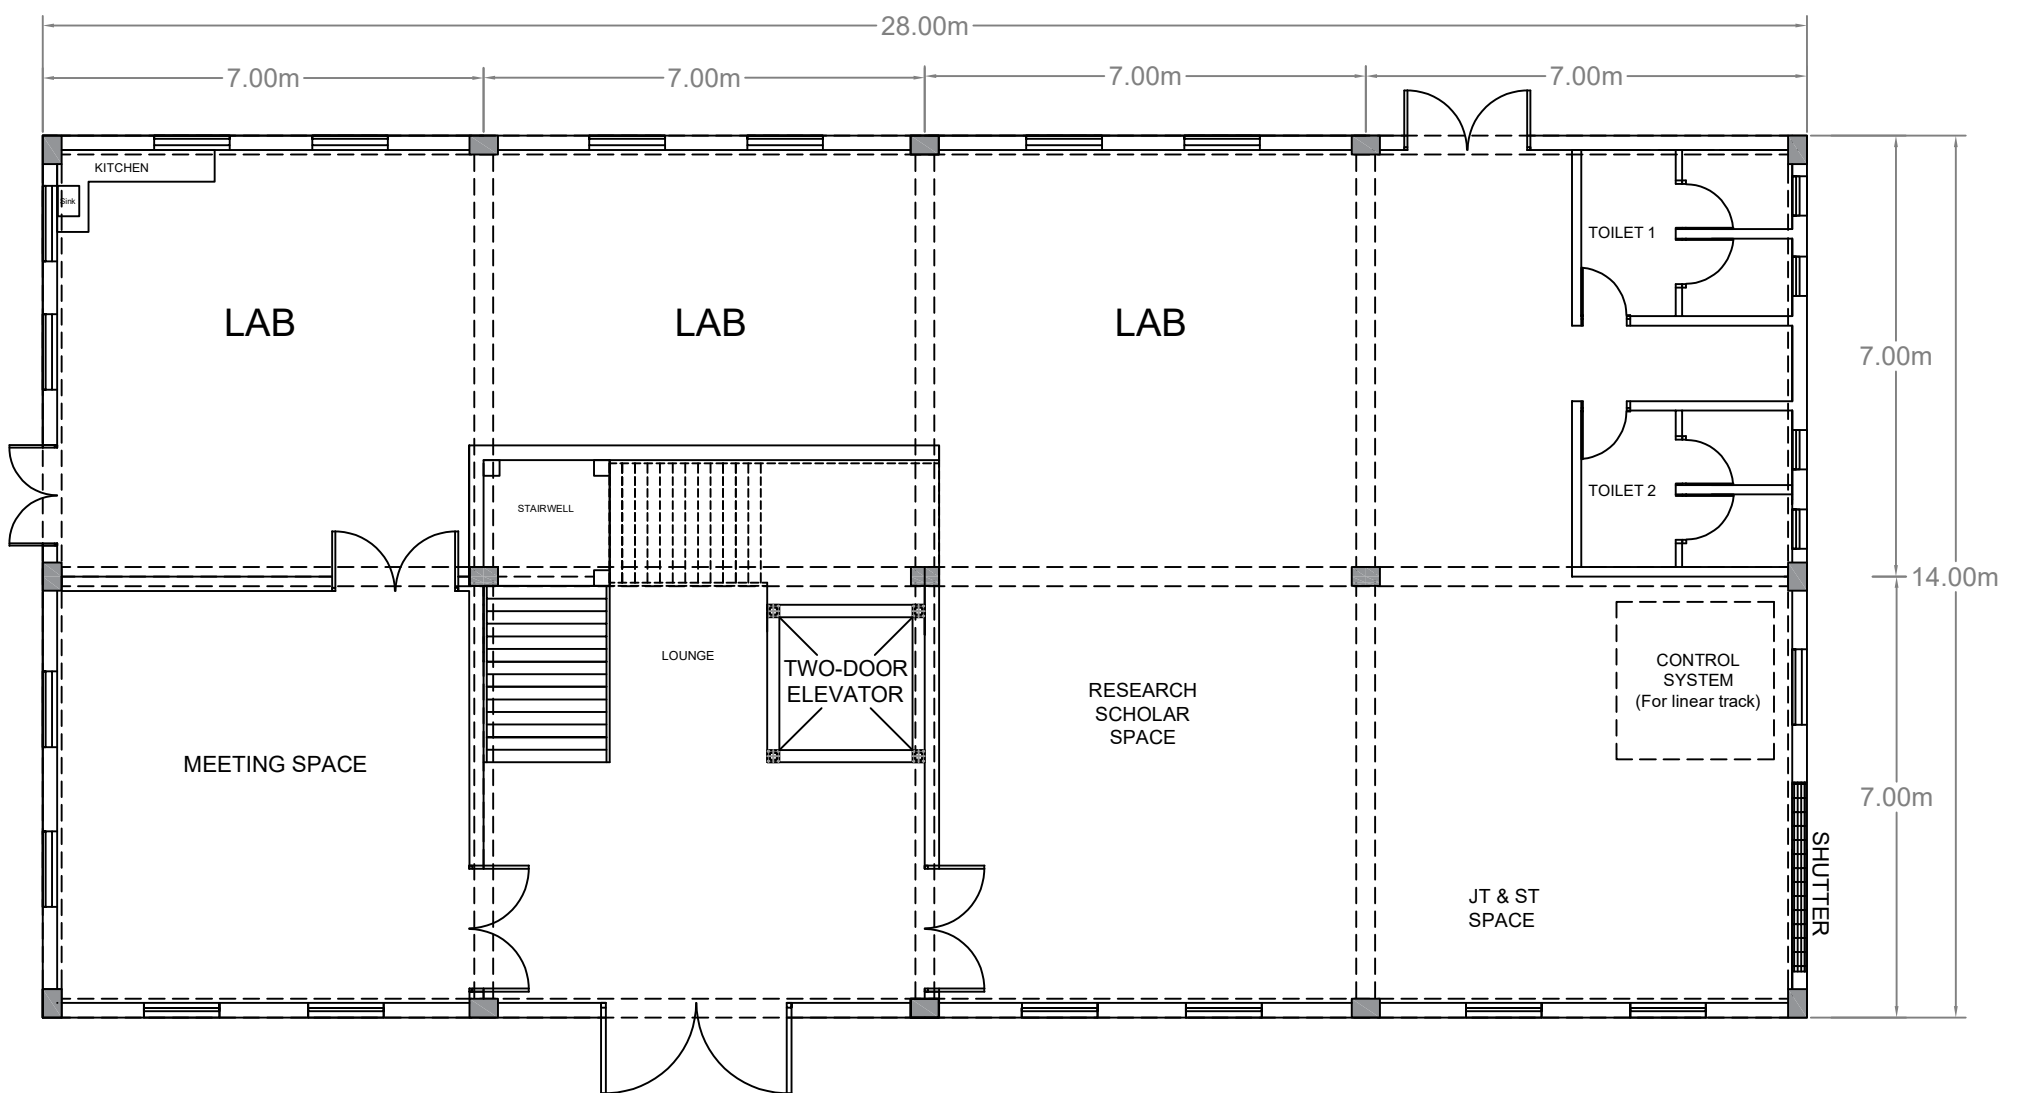 28.00m
7.00m 7.00m 7.00m 7.00m
KITCHEN
Sink
TOILET 1
LAB LAB LAB
7.00m
TOILET 2
STAIRWELL
14.00m
LOUNGE
TWO-DOOR
ELEVATOR
CONTROL
SYSTEM
(For linear track)
RESEARCH
SCHOLAR
SPACE
MEETING SPACE
7.00m
SHUTTER
JT & ST
SPACE